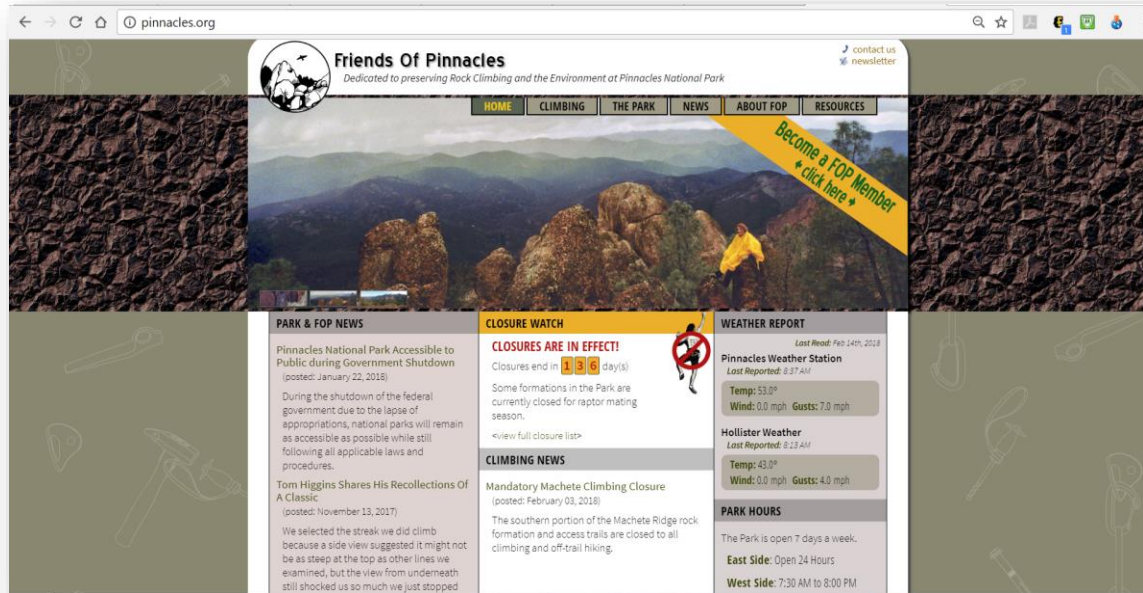 pinnacles.org
1
Friends Of Pinnacles
Dedicated to preserving Rock Climbing and the Environment at Pinnacles National Park
contact us
newsletter
HOME
CLIMBING
THE PARK
NEWS
ABOUT FOP
RESOURCES
Become a FOP Member
click here
PARK & FOP NEWS
Pinnacles National Park Accessible to
Public during Government Shutdown
(posted: January 22, 2018)
During the shutdown of the federal
government due to the lapse of
appropriations, national parks will remain
as accessible as possible while still
following all applicable laws and
procedures.
Tom Higgins Shares His Recollections Of
A Classic
(posted: November 13, 2017)
We selected the streak we did climb
because a side view suggested it might not
be as steep at the top as other lines we
examined, but the view from underneath
still shocked us so much we just stopped
CLOSURE WATCH
CLOSURES ARE IN EFFECT!
Closures end in 1 3 6 day(s)
Some formations in the Park are
currently closed for raptor mating
season.
<view full closure list>
CLIMBING NEWS
Mandatory Machete Climbing Closure
(posted: February 03, 2018)
The southern portion of the Machete Ridge rock
formation and access trails are closed to all
climbing and off-trail hiking.
WEATHER REPORT
Last Read: Feb 14th, 2018
Pinnacles Weather Station
Last Reported: 8:37 AM
Temp: 53.0º
Wind: 0.0 mph Gusts: 7.0 mph
Hollister Weather
Last Reported: 8:13 AM
Temp: 43.0º
Wind: 0.0 mph Gusts: 4.0 mph
PARK HOURS
The Park is open 7 days a week.
East Side: Open 24 Hours
West Side: 7:30 AM to 8:00 PM